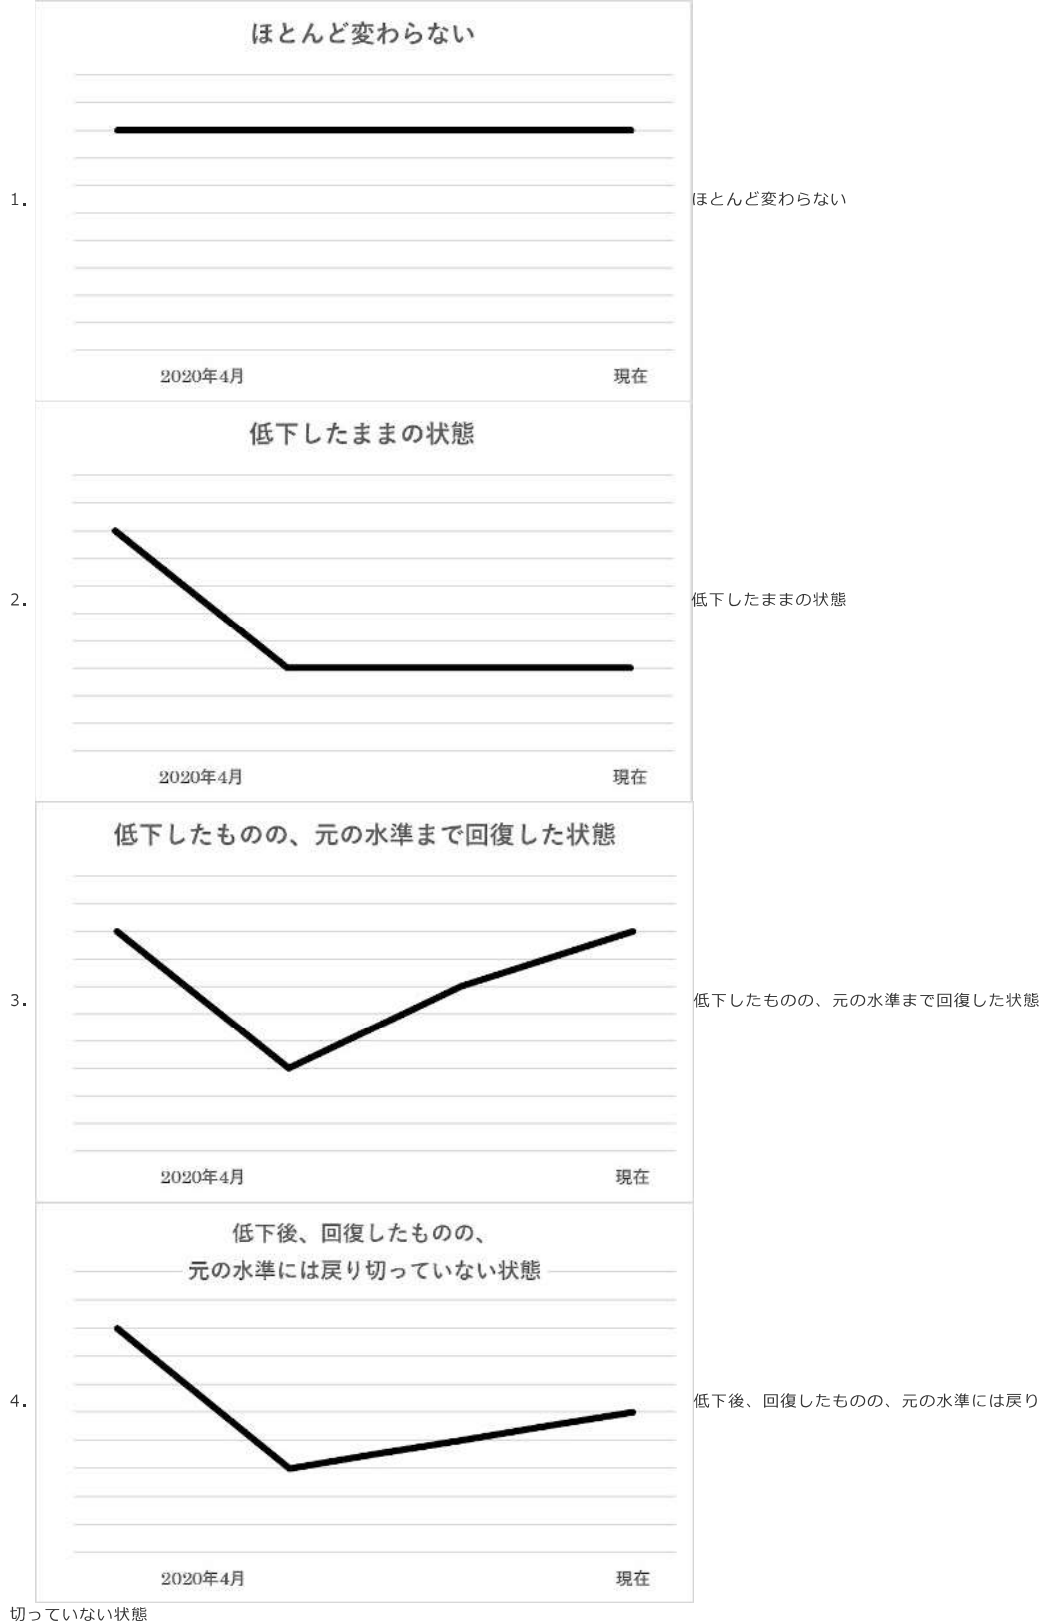 ほとんど変わらない
1. ほとんど変わらない
2020年4月 現在
低下したままの状態
2. 低下したままの状態
2020年4月 現在
低下したものの、元の水準まで回復した状態
3. 低下したものの、元の水準まで回復した状態
2020年4月 現在
低下後、回復したものの、
元の水準には戻り切っていない状態
4. 低下後、回復したものの、元の水準には戻り
2020年4月 現在
切っていない状態